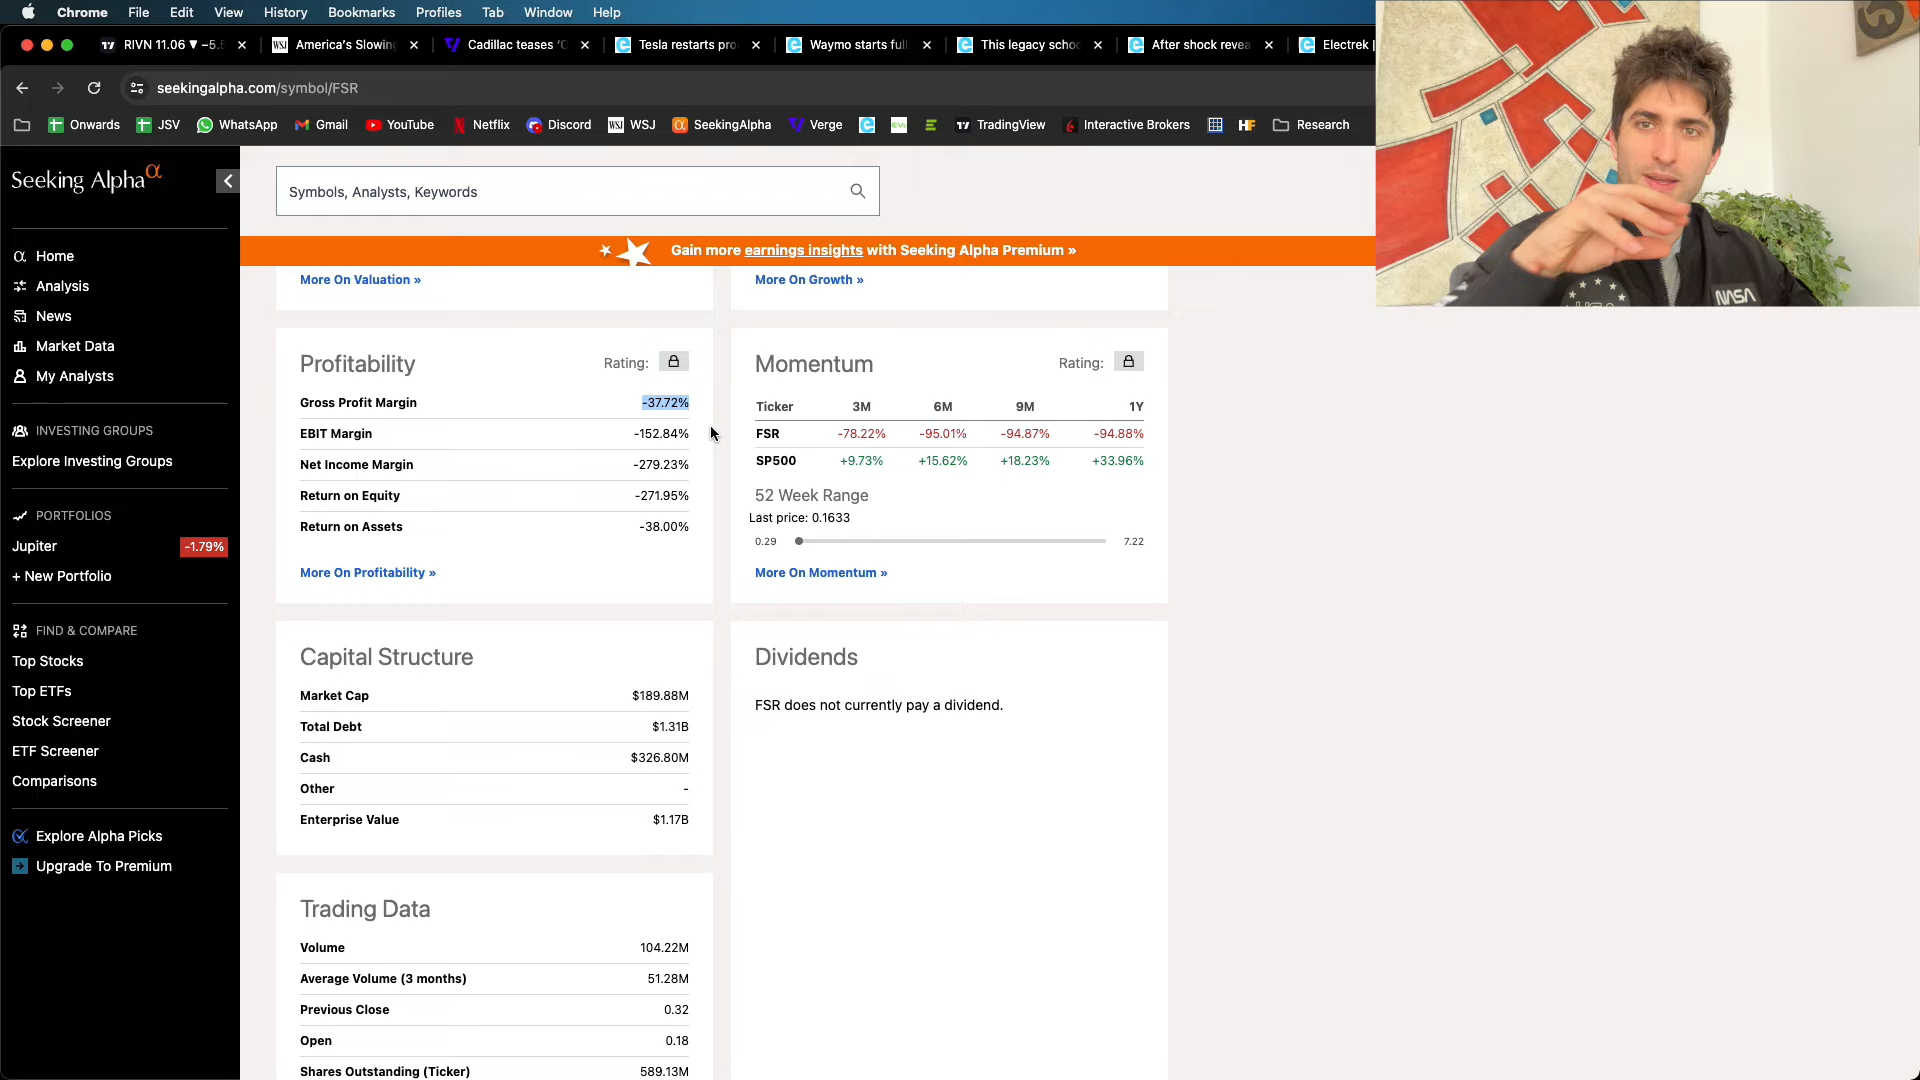 Chrome File Edit View History Bookmarks Profiles Tab Window Help
RIVN 11.06 ▼ −5. America's Slowin Cadillac teases 'C Tesla restarts pro Waymo starts full This legacy scho After shock revea Electrek |
seekingalpha.com/symbol/FSR
Onwards JSV WhatsApp Gmail YouTube Netflix Discord WSJ SeekingAlpha Verge TradingView Interactive Brokers HF Research
Seeking Alpha α
Symbols, Analysts, Keywords
Gain more earnings insights with Seeking Alpha Premium »
Home
Analysis
News
Market Data
My Analysts
INVESTING GROUPS
Explore Investing Groups
PORTFOLIOS
Jupiter -1.79%
+ New Portfolio
FIND & COMPARE
Top Stocks
Top ETFs
Stock Screener
ETF Screener
Comparisons
Explore Alpha Picks
Upgrade To Premium
More On Valuation »
More On Growth »
Profitability Rating:
Gross Profit Margin -37.72%
EBIT Margin -152.84%
Net Income Margin -279.23%
Return on Equity -271.95%
Return on Assets -38.00%
More On Profitability »
Momentum Rating:
Ticker 3M 6M 9M 1Y
FSR -78.22% -95.01% -94.87% -94.88%
SP500 +9.73% +15.62% +18.23% +33.96%
52 Week Range
Last price: 0.1633
0.29 7.22
More On Momentum »
Capital Structure
Market Cap $189.88M
Total Debt $1.31B
Cash $326.80M
Other -
Enterprise Value $1.17B
Dividends
FSR does not currently pay a dividend.
Trading Data
Volume 104.22M
Average Volume (3 months) 51.28M
Previous Close 0.32
Open 0.18
Shares Outstanding (Ticker) 589.13M
NASA